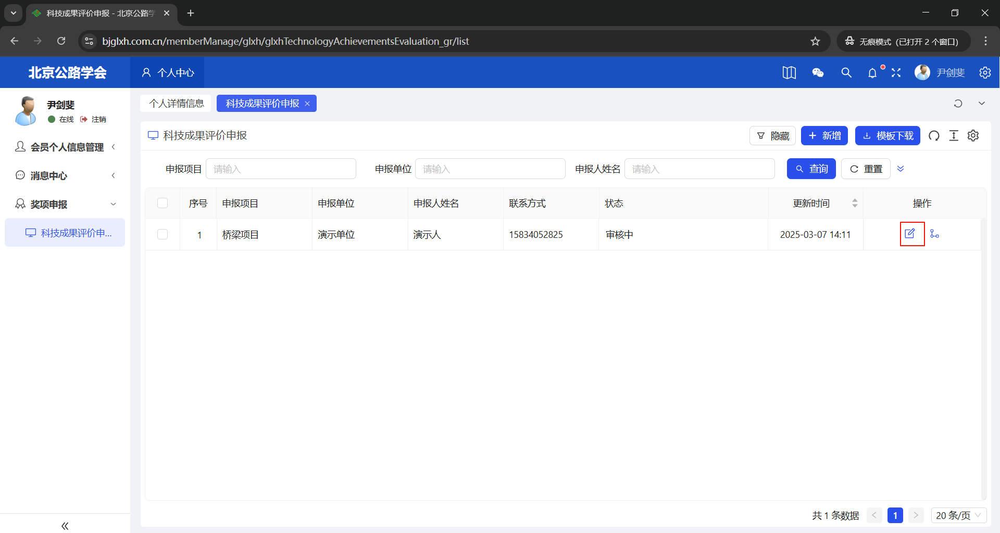 科技成果评价申报 - 北京公路学
bjglxh.com.cn/memberManage/glxh/glxhTechnologyAchievementsEvaluation_gr/list
无痕模式 (已打开 2 个窗口)
北京公路学会
个人中心
尹剑斐
尹剑斐
在线 注销
会员个人信息管理
消息中心
奖项申报
科技成果评价申...
个人详情信息 科技成果评价申报
科技成果评价申报
隐藏 新增 模板下载
申报项目 请输入 申报单位 请输入 申报人姓名 请输入 查询 重置
序号 申报项目 申报单位 申报人姓名 联系方式 状态 更新时间 操作
1 桥梁项目 演示单位 演示人 15834052825 审核中 2025-03-07 14:11
共 1 条数据 1 20 条/页